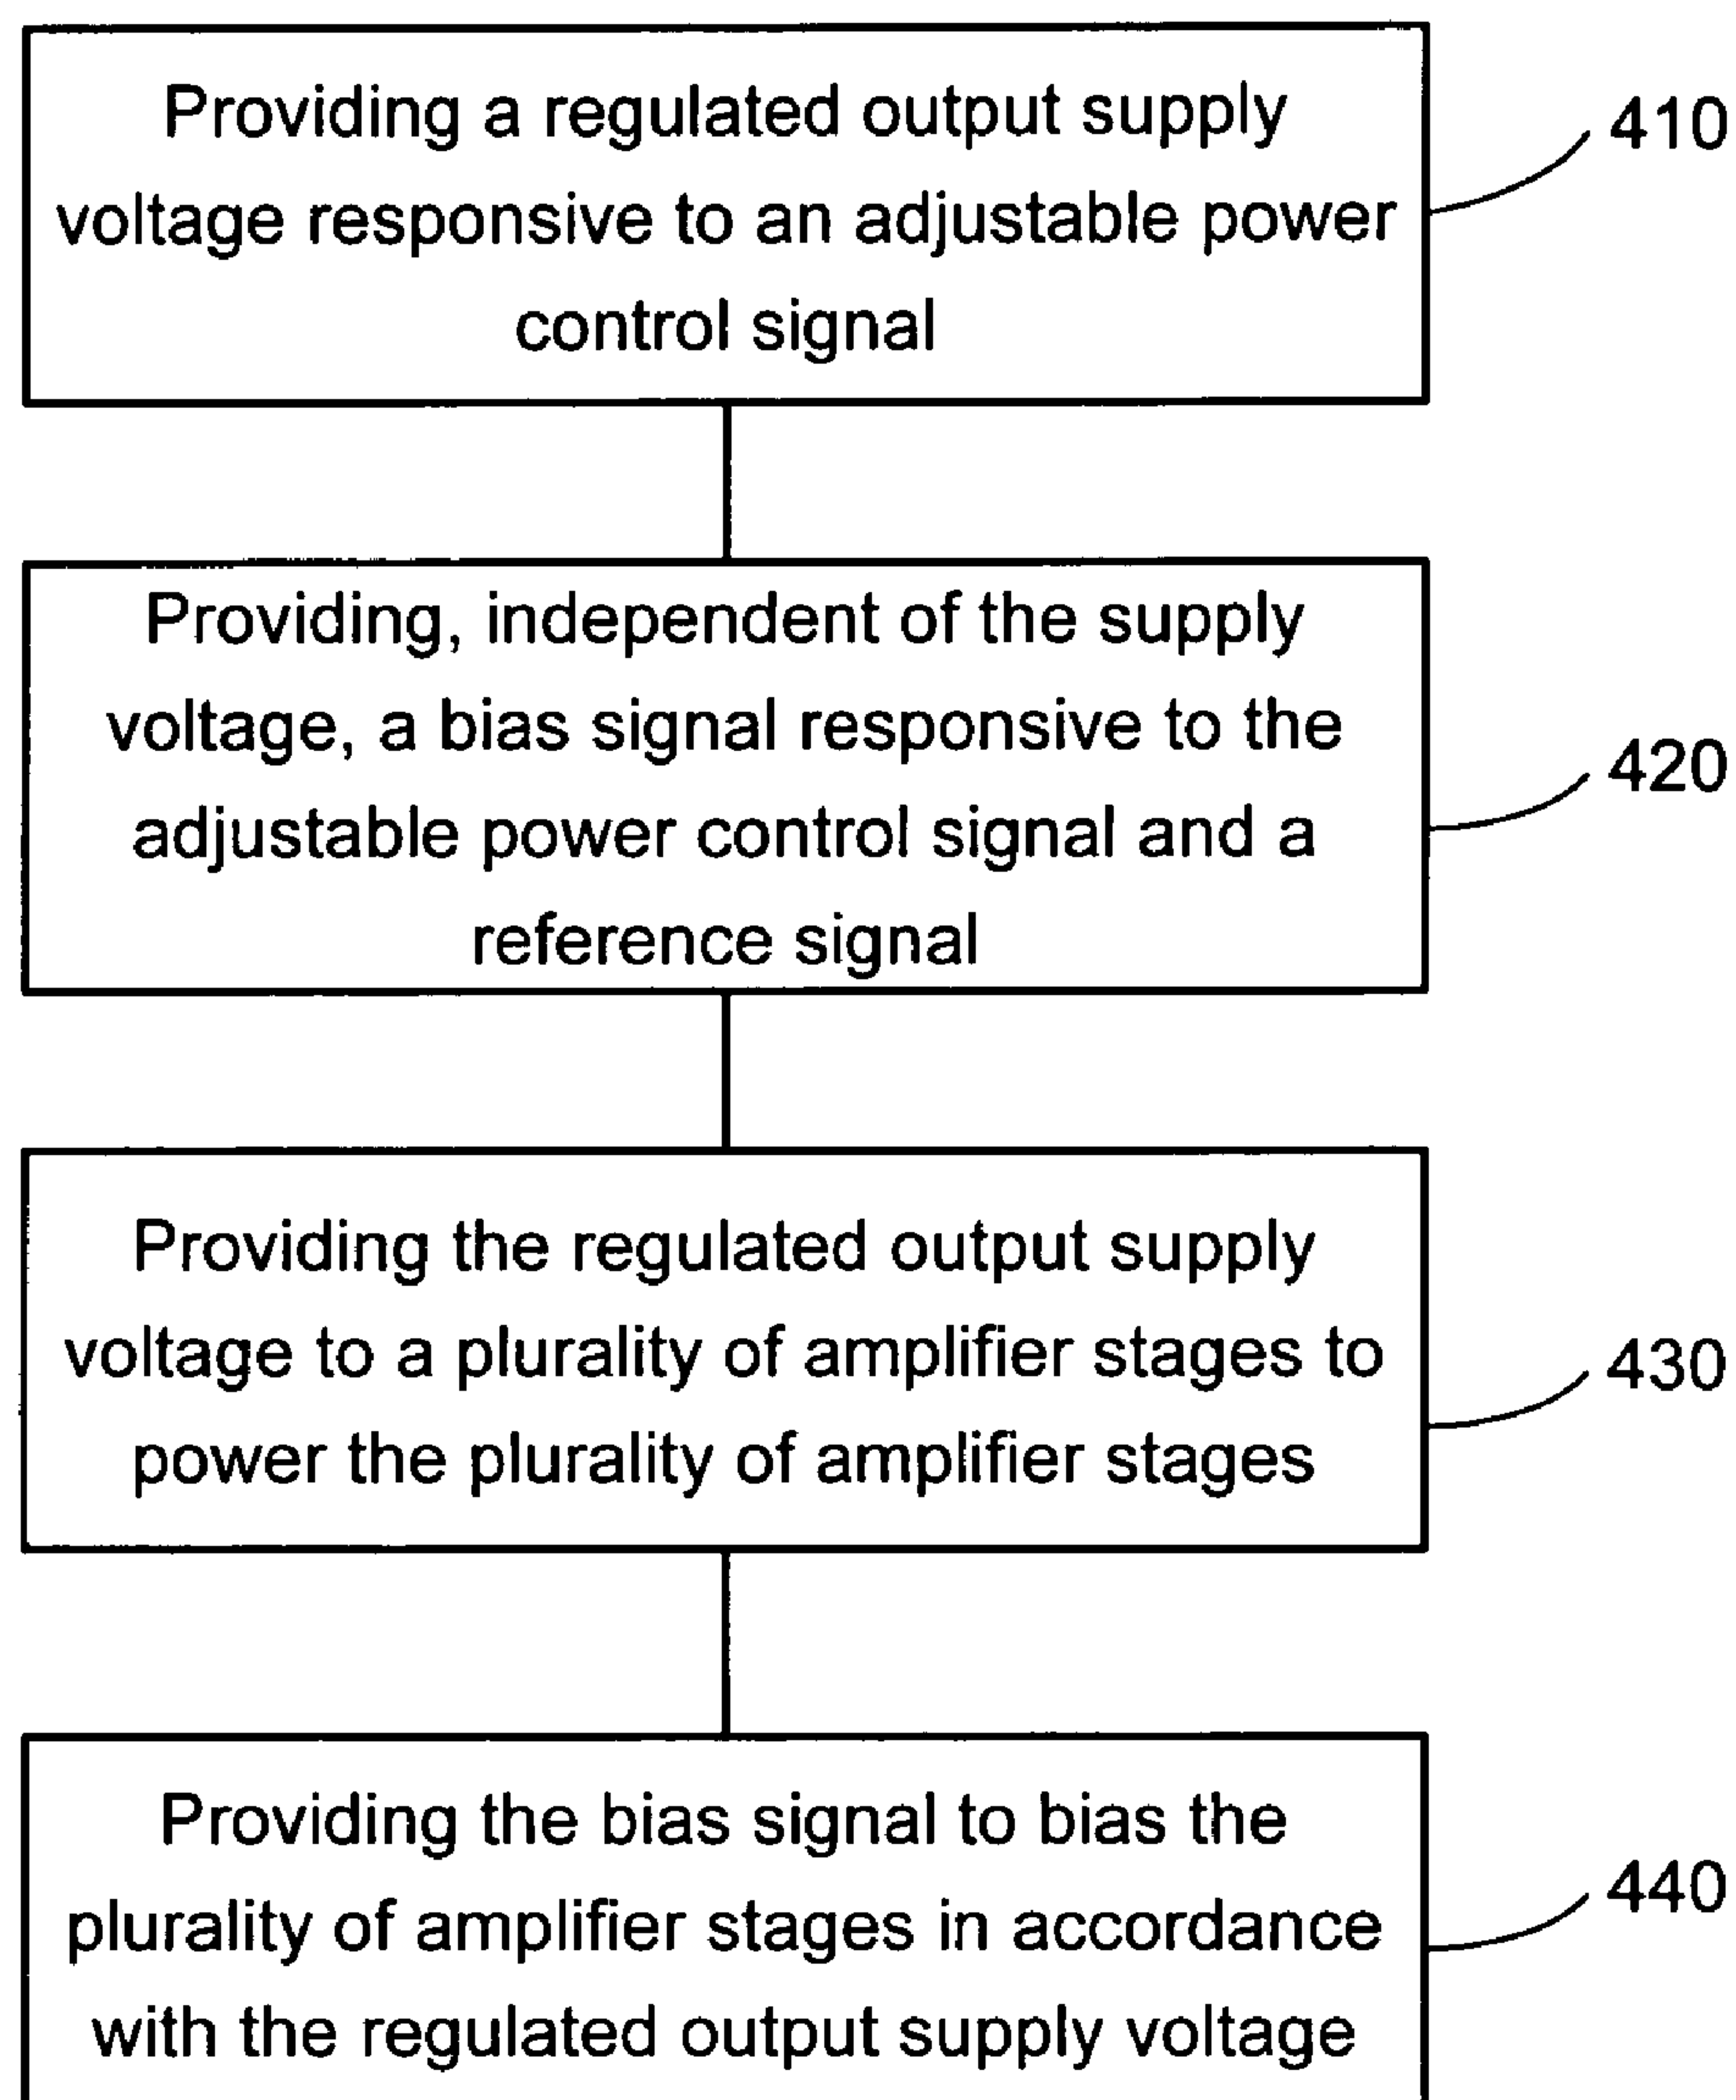 Providing a regulated output supply
voltage responsive to an adjustable power
control signal
410
Providing, independent of the supply
voltage, a bias signal responsive to the
adjustable power control signal and a
reference signal
420
Providing the regulated output supply
voltage to a plurality of amplifier stages to
power the plurality of amplifier stages
430
Providing the bias signal to bias the
plurality of amplifier stages in accordance
with the regulated output supply voltage
440